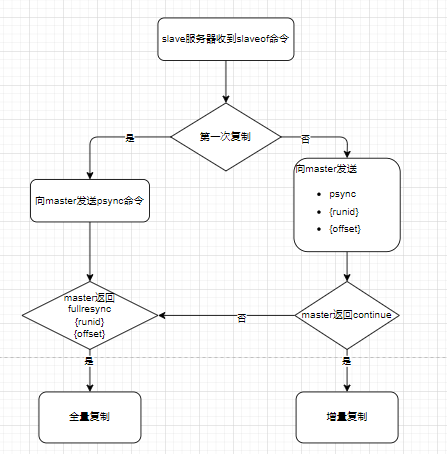 slave服务器收到slaveof命令
第一次复制
是
否
向master发送psync命令
向master发送
psync
{runid}
{offset}
master返回
fullresync
{runid}
{offset}
否
master返回continue
是
是
全量复制
增量复制